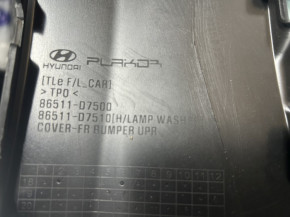 HYUNDAI PLAKOR
[TLe F/L_CAR]
> TPO <
86511-D7500
86511-D7510[H/LAMP WASH
COVER-FR BUMPER UPR